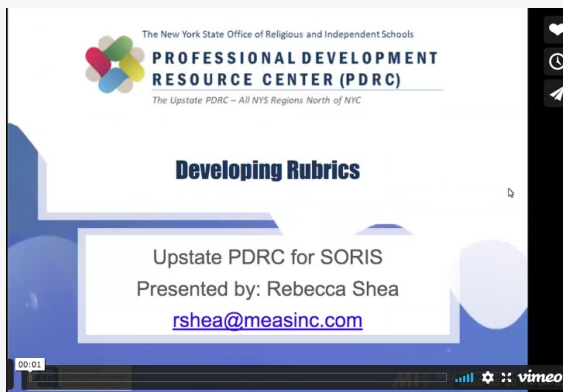 The New York State Office of Religious and Independent Schools
PROFESSIONAL DEVELOPMENT
RESOURCE CENTER (PDRC)
The Upstate PDRC – All NYS Regions North of NYC
Developing Rubrics
Upstate PDRC for SORIS
Presented by: Rebecca Shea
rshea@measinc.com
00:01
vimeo